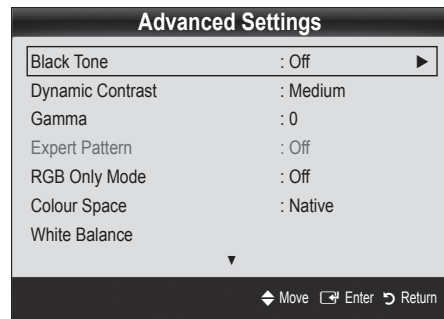 Advanced Settings
Black Tone : Off ►
Dynamic Contrast : Medium
Gamma : 0
Expert Pattern : Off
RGB Only Mode : Off
Colour Space : Native
White Balance
▼
Move Enter Return